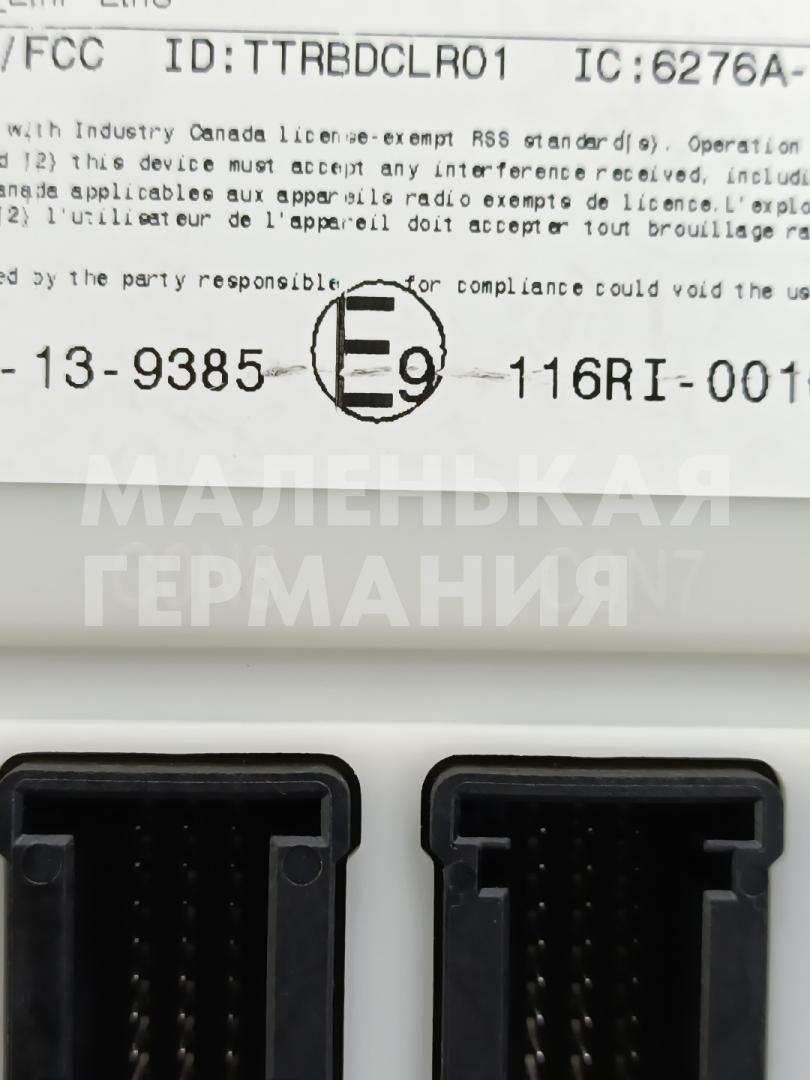 /FCC ID:TTRBDCLR01 IC:6276A-
with Industry Canada license-exempt RSS standard(s). Operation
d (2) this device must accept any interference received, includi
anada applicables aux appareils radio exempts de licence.L'explo
(2) l'utilisateur de l'appareil doit accepter tout brouillage ra
ed by the party responsible for compliance could void the us
-13-9385 E9 116RI-001
МАЛЕНЬКАЯ
ГЕРМАНИЯ
CON7